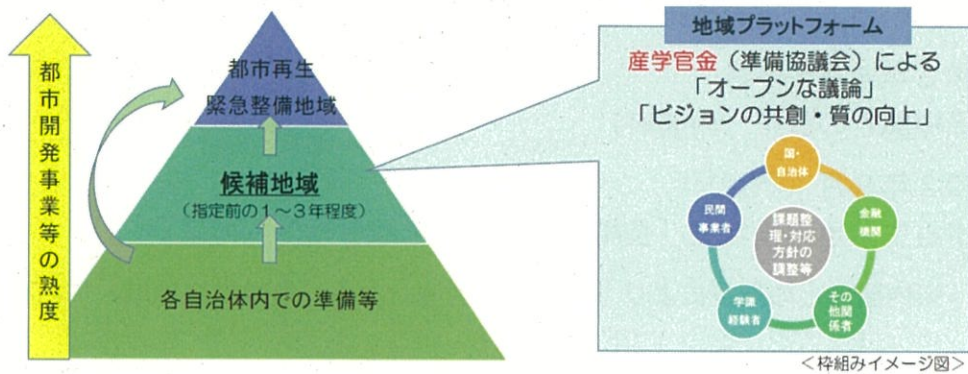 都市開発事業等の熟度
都市再生
緊急整備地域
候補地域
(指定前の1～3年程度)
各自治体内での準備等
地域プラットフォーム
産学官金(準備協議会)による
「オープンな議論」
「ビジョンの共創・質の向上」
国・
自治体
民間
事業者
金融
機関
課題整
理・対応
方針の
調整等
学識
経験者
その
他関
係者
＜枠組みイメージ図＞